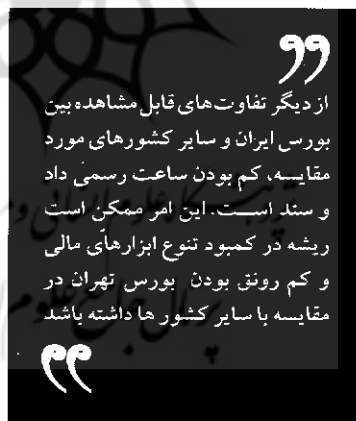 از دیگر تفاوت‌های قابل مشاهده بین
بورس ایران و سایر کشورهای مورد
مقایسه، کم بودن ساعت رسمی داد
و ستد است. این امر ممکن است
ریشه در کمبود تنوع ابزارهای مالی
و کم رونق بودن بورس تهران در
مقایسه با سایر کشور ها داشته باشد